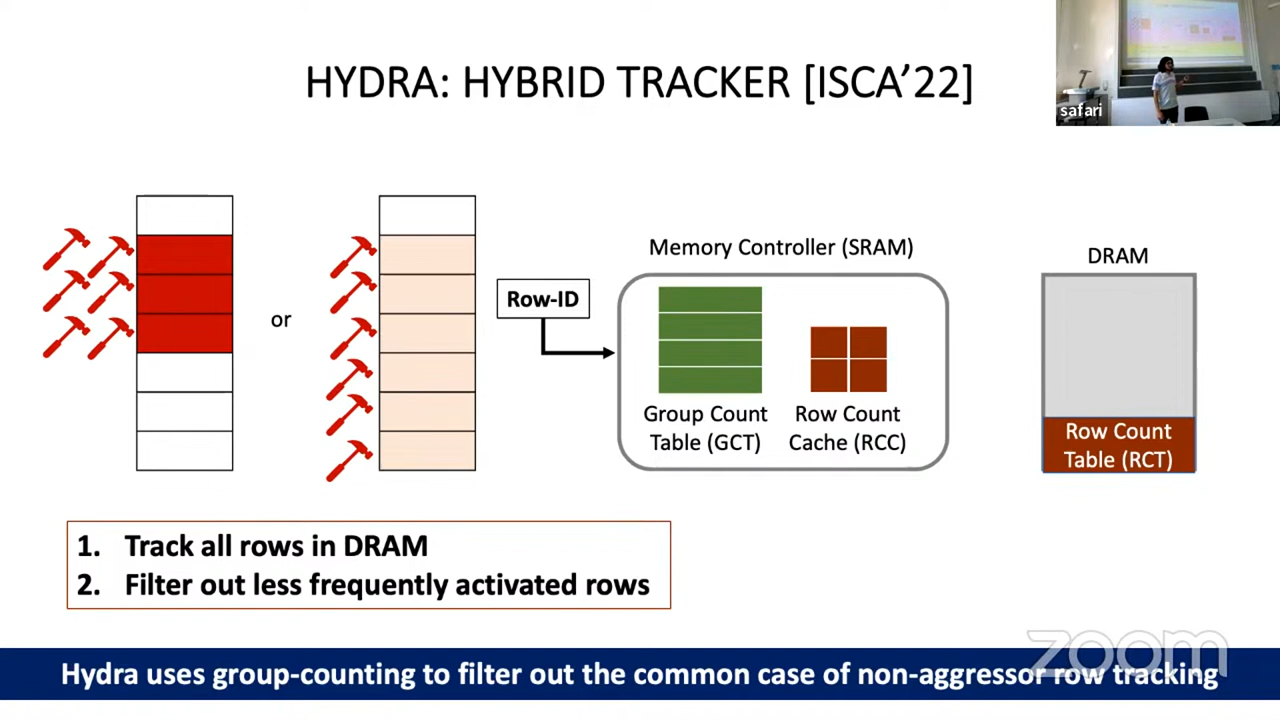 HYDRA: HYBRID TRACKER [ISCA'22]
safari
or
Row-ID
Memory Controller (SRAM)
Group Count
Table (GCT)
Row Count
Cache (RCC)
DRAM
Row Count
Table (RCT)
1. Track all rows in DRAM
2. Filter out less frequently activated rows
zoom
Hydra uses group-counting to filter out the common case of non-aggressor row tracking